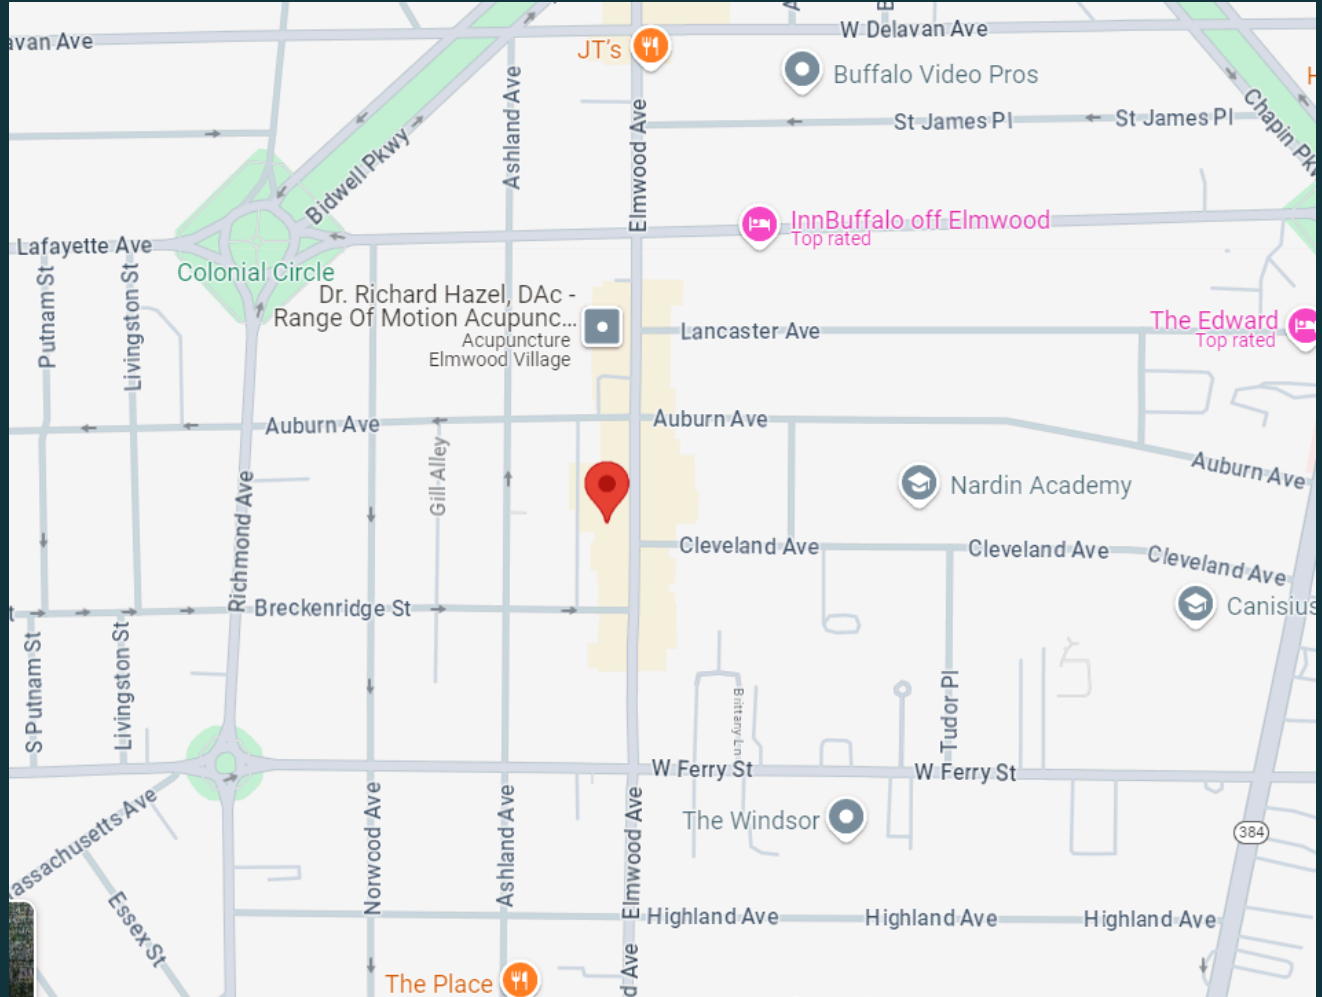 avan Ave
W Delavan Ave
JT's
Buffalo Video Pros
Ashland Ave
Elmwood Ave
St James Pl
St James Pl
Bidwell Pkwy
InnBuffalo off Elmwood
Top rated
Lafayette Ave
Colonial Circle
Putnam St
Livingston St
Dr. Richard Hazel, DAc -
Range Of Motion Acupunc...
Acupuncture
Elmwood Village
Lancaster Ave
The Edward
Top rated
Auburn Ave
Auburn Ave
Auburn Ave
Gill Alley
Nardin Academy
Richmond Ave
Cleveland Ave
Cleveland Ave
Cleveland Ave
Breckenridge St
Canisius
S Putnam St
Livingston St
Brittany Ln
Tudor Pl
W Ferry St
W Ferry St
The Windsor
384
assachusetts Ave
Norwood Ave
Ashland Ave
Elmwood Ave
Essex St
Highland Ave
Highland Ave
Highland Ave
The Place
d Ave